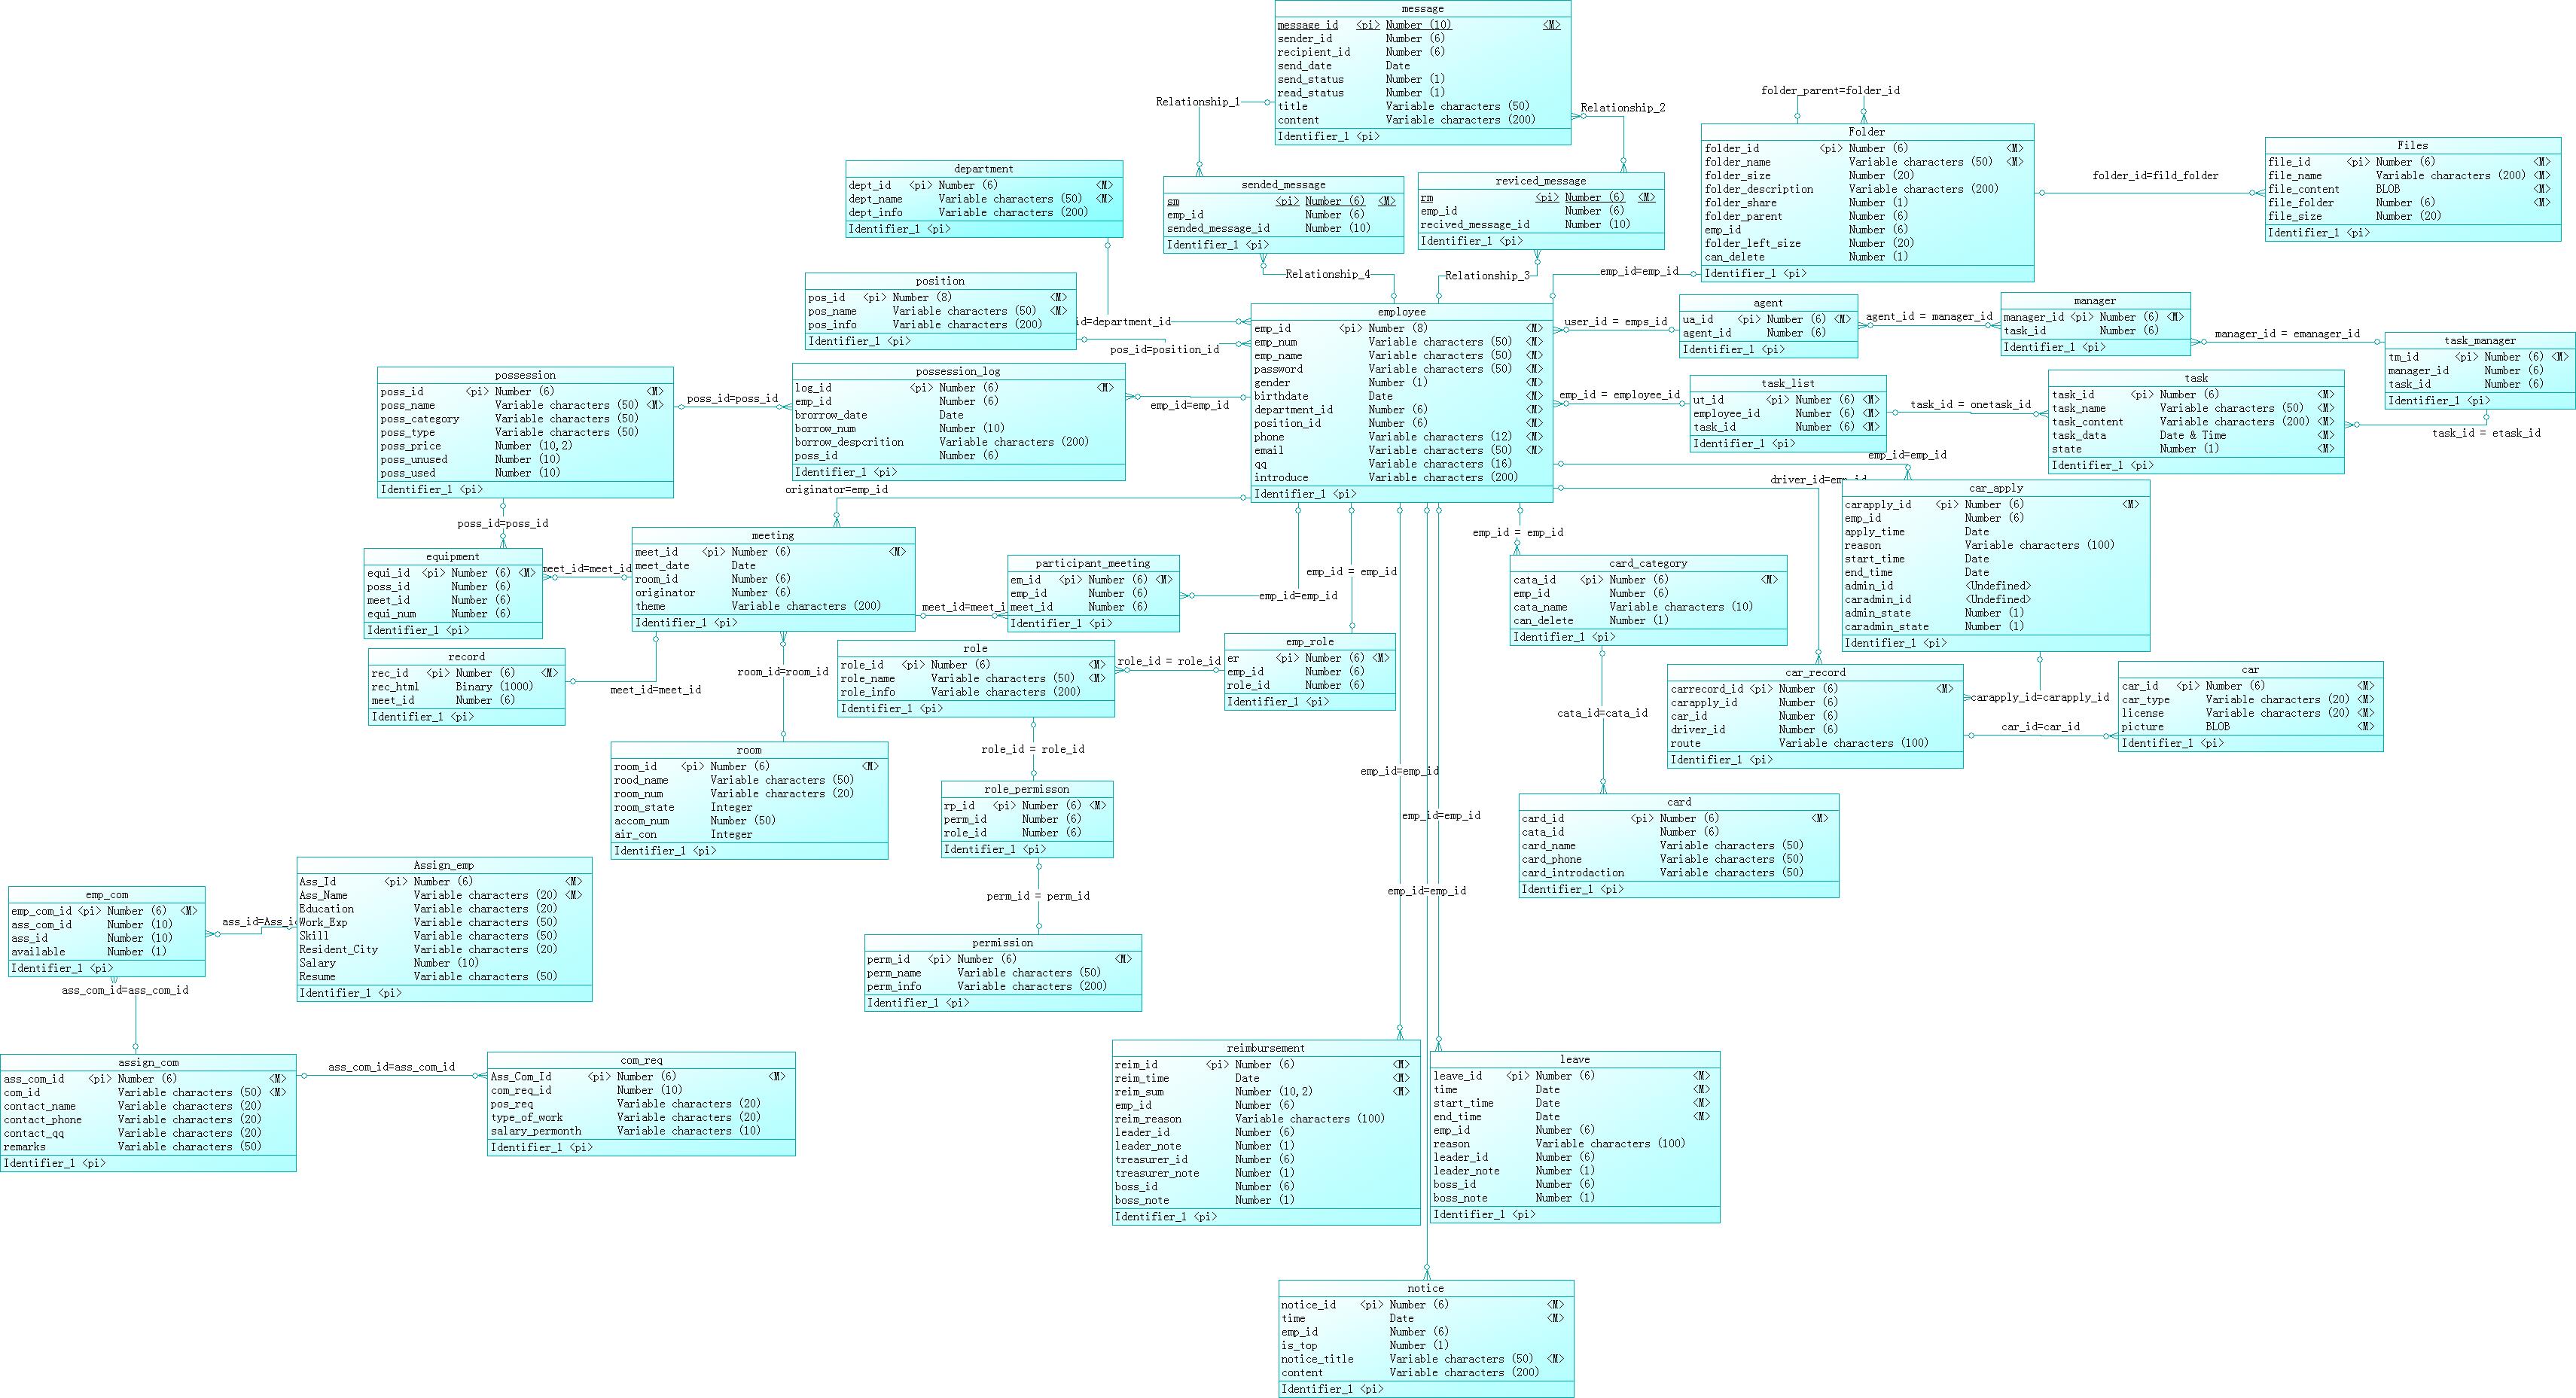 message
message_id <pi> Number (10) <M>
sender_id Number (6)
recipient_id Number (6)
send_date Date
send_status Number (1)
read_status Number (1)
title Variable characters (50)
content Variable characters (200)
Identifier_1 <pi>
Relationship_1
Relationship_2
folder_parent=folder_id
Folder
folder_id <pi> Number (6) <M>
folder_name Variable characters (50) <M>
folder_size Number (20)
folder_description Variable characters (200)
folder_share Number (1)
folder_parent Number (6)
emp_id Number (6)
folder_left_size Number (20)
can_delete Number (1)
Identifier_1 <pi>
folder_id=fild_folder
Files
file_id <pi> Number (6) <M>
file_name Variable characters (200) <M>
file_content BLOB <M>
file_folder Number (6) <M>
file_size Number (20)
Identifier_1 <pi>
department
dept_id <pi> Number (6) <M>
dept_name Variable characters (50) <M>
dept_info Variable characters (200)
Identifier_1 <pi>
sended_message
sm <pi> Number (6) <M>
emp_id Number (6)
sended_message_id Number (10)
Identifier_1 <pi>
reviced_message
rm <pi> Number (6) <M>
emp_id Number (6)
recived_message_id Number (10)
Identifier_1 <pi>
Relationship_4
Relationship_3
emp_id=emp_id
position
pos_id <pi> Number (8) <M>
pos_name Variable characters (50) <M>
pos_info Variable characters (200)
Identifier_1 <pi>
id=department_id
pos_id=position_id
employee
emp_id <pi> Number (8) <M>
emp_num Variable characters (50) <M>
emp_name Variable characters (50) <M>
password Variable characters (50) <M>
gender Number (1) <M>
birthdate Date <M>
department_id Number (6) <M>
position_id Number (6) <M>
phone Variable characters (12) <M>
email Variable characters (50) <M>
qq Variable characters (16)
introduce Variable characters (200)
Identifier_1 <pi>
user_id = emps_id
agent
ua_id <pi> Number (6) <M>
agent_id Number (6)
Identifier_1 <pi>
agent_id = manager_id
manager
manager_id <pi> Number (6) <M>
task_id Number (6)
Identifier_1 <pi>
manager_id = emanager_id
task_manager
tm_id <pi> Number (6) <M>
manager_id Number (6)
task_id Number (6)
Identifier_1 <pi>
emp_id = employee_id
task_list
ut_id <pi> Number (6) <M>
employee_id Number (6) <M>
task_id Number (6) <M>
Identifier_1 <pi>
task_id = onetask_id
task
task_id <pi> Number (6) <M>
task_name Variable characters (50) <M>
task_content Variable characters (200) <M>
task_data Date & Time <M>
state Number (1) <M>
Identifier_1 <pi>
task_id = etask_id
possession
poss_id <pi> Number (6) <M>
poss_name Variable characters (50) <M>
poss_category Variable characters (50)
poss_type Variable characters (50)
poss_price Number (10,2)
poss_unused Number (10)
poss_used Number (10)
Identifier_1 <pi>
poss_id=poss_id
possession_log
log_id <pi> Number (6) <M>
emp_id Number (6)
brorrow_date Date
borrow_num Number (10)
borrow_despcrition Variable characters (200)
poss_id Number (6)
Identifier_1 <pi>
emp_id=emp_id
originator=emp_id
emp_id=emp_id
driver_id=emp_id
car_apply
carapply_id <pi> Number (6) <M>
emp_id Number (6)
apply_time Date
reason Variable characters (100)
start_time Date
end_time Date
admin_id <Undefined>
caradmin_id <Undefined>
admin_state Number (1)
caradmin_state Number (1)
Identifier_1 <pi>
poss_id=poss_id
equipment
equi_id <pi> Number (6) <M>
poss_id Number (6)
meet_id Number (6)
equi_num Number (6)
Identifier_1 <pi>
meet_id=meet_id
meeting
meet_id <pi> Number (6) <M>
meet_date Date
room_id Number (6)
originator Number (6)
theme Variable characters (200)
Identifier_1 <pi>
meet_id=meet_i
participant_meeting
em_id <pi> Number (6) <M>
emp_id Number (6)
meet_id Number (6)
Identifier_1 <pi>
emp_id=emp_id
emp_id = emp_id
emp_id = emp_id
card_category
cata_id <pi> Number (6) <M>
emp_id Number (6)
cata_name Variable characters (10)
can_delete Number (1)
Identifier_1 <pi>
record
rec_id <pi> Number (6) <M>
rec_html Binary (1000)
meet_id Number (6)
Identifier_1 <pi>
meet_id=meet_id
room_id=room_id
role
role_id <pi> Number (6) <M>
role_name Variable characters (50) <M>
role_info Variable characters (200)
Identifier_1 <pi>
role_id = role_id
emp_role
er <pi> Number (6) <M>
emp_id Number (6)
role_id Number (6)
Identifier_1 <pi>
cata_id=cata_id
car_record
carrecord_id <pi> Number (6) <M>
carapply_id Number (6)
car_id Number (6)
driver_id Number (6)
route Variable characters (100)
Identifier_1 <pi>
carapply_id=carapply_id
car_id=car_id
car
car_id <pi> Number (6) <M>
car_type Variable characters (20) <M>
license Variable characters (20) <M>
picture BLOB <M>
Identifier_1 <pi>
room
room_id <pi> Number (6) <M>
rood_name Variable characters (50)
room_num Variable characters (20)
room_state Integer
accom_num Number (50)
air_con Integer
Identifier_1 <pi>
role_id = role_id
role_permisson
rp_id <pi> Number (6) <M>
perm_id Number (6)
role_id Number (6)
Identifier_1 <pi>
emp_id=emp_id
emp_id=emp_id
emp_id=emp_id
card
card_id <pi> Number (6) <M>
cata_id Number (6)
card_name Variable characters (50)
card_phone Variable characters (50)
card_introdaction Variable characters (50)
Identifier_1 <pi>
perm_id = perm_id
permission
perm_id <pi> Number (6) <M>
perm_name Variable characters (50)
perm_info Variable characters (200)
Identifier_1 <pi>
emp_com
emp_com_id <pi> Number (6) <M>
ass_com_id Number (10)
ass_id Number (10)
available Number (1)
Identifier_1 <pi>
ass_id=Ass_i
Assign_emp
Ass_Id <pi> Number (6) <M>
Ass_Name Variable characters (20) <M>
Education Variable characters (20)
Work_Exp Variable characters (50)
Skill Variable characters (50)
Resident_City Variable characters (20)
Salary Number (10)
Resume Variable characters (50)
Identifier_1 <pi>
ass_com_id=ass_com_id
assign_com
ass_com_id <pi> Number (6) <M>
com_id Variable characters (50) <M>
contact_name Variable characters (20)
contact_phone Variable characters (20)
contact_qq Variable characters (20)
remarks Variable characters (50)
Identifier_1 <pi>
ass_com_id=ass_com_id
com_req
Ass_Com_Id <pi> Number (6) <M>
com_req_id Number (10)
pos_req Variable characters (20)
type_of_work Variable characters (20)
salary_permonth Variable characters (10)
Identifier_1 <pi>
reimbursement
reim_id <pi> Number (6) <M>
reim_time Date <M>
reim_sum Number (10,2) <M>
emp_id Number (6)
reim_reason Variable characters (100)
leader_id Number (6)
leader_note Number (1)
treasurer_id Number (6)
treasurer_note Number (1)
boss_id Number (6)
boss_note Number (1)
Identifier_1 <pi>
leave
leave_id <pi> Number (6) <M>
time Date <M>
start_time Date <M>
end_time Date <M>
emp_id Number (6)
reason Variable characters (100)
leader_id Number (6)
leader_note Number (1)
boss_id Number (6)
boss_note Number (1)
Identifier_1 <pi>
notice
notice_id <pi> Number (6) <M>
time Date <M>
emp_id Number (6)
is_top Number (1)
notice_title Variable characters (50) <M>
content Variable characters (200)
Identifier_1 <pi>